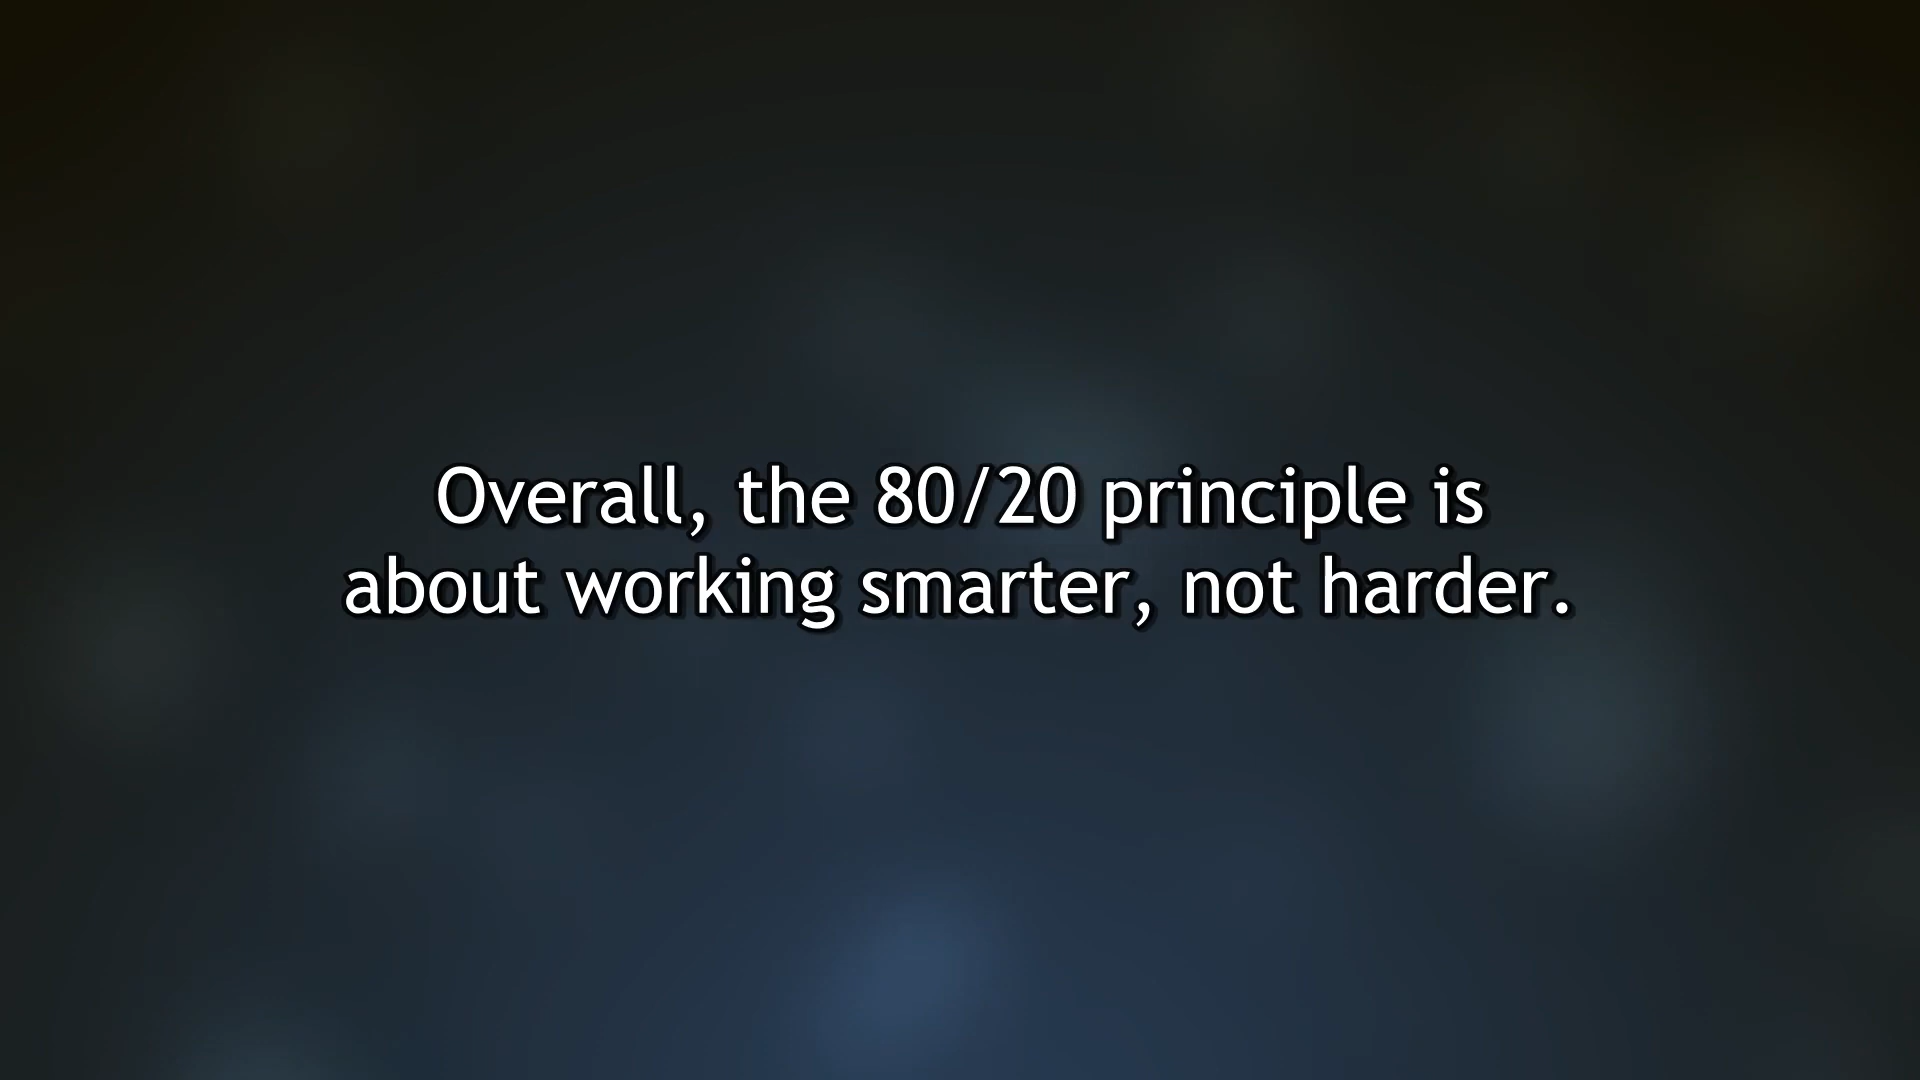 Overall, the 80/20 principle is
about working smarter, not harder.